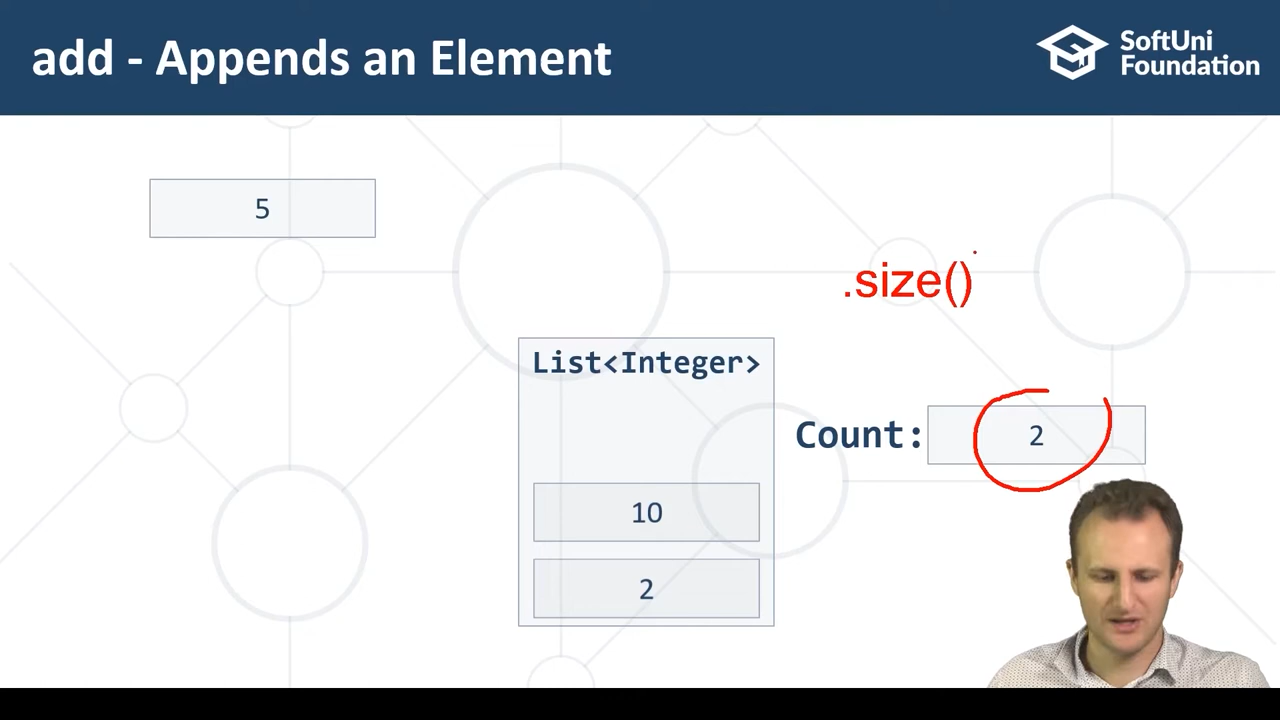 add - Appends an Element
SoftUni
Foundation
5
.size()
List<Integer>
Count: 2
10
2